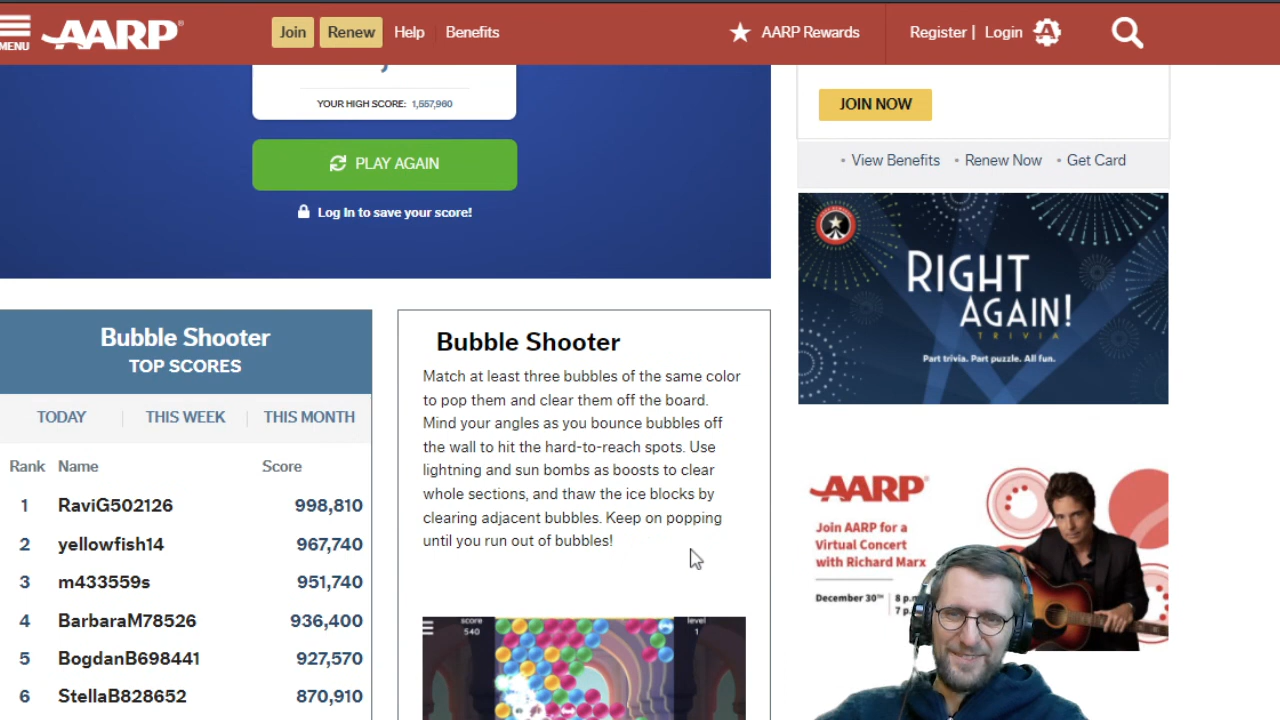 MENU
AARP
Join
Renew
Help
Benefits
AARP Rewards
Register |
Login
YOUR HIGH SCORE: 1,557,960
PLAY AGAIN
Log In to save your score!
JOIN NOW
• View Benefits • Renew Now • Get Card
RIGHT
AGAIN!
TRIVIA
Part trivia. Part puzzle. All fun.
Bubble Shooter
TOP SCORES
TODAY
THIS WEEK
THIS MONTH
Rank Name Score
1 RaviG502126 998,810
2 yellowfish14 967,740
3 m433559s 951,740
4 BarbaraM78526 936,400
5 BogdanB698441 927,570
6 StellaB828652 870,910
Bubble Shooter
Match at least three bubbles of the same color
to pop them and clear them off the board.
Mind your angles as you bounce bubbles off
the wall to hit the hard-to-reach spots. Use
lightning and sun bombs as boosts to clear
whole sections, and thaw the ice blocks by
clearing adjacent bubbles. Keep on popping
until you run out of bubbles!
score
540
level
1
AARP
Join AARP for a
Virtual Concert
with Richard Marx
December 30TH
8 p.m
7 p.